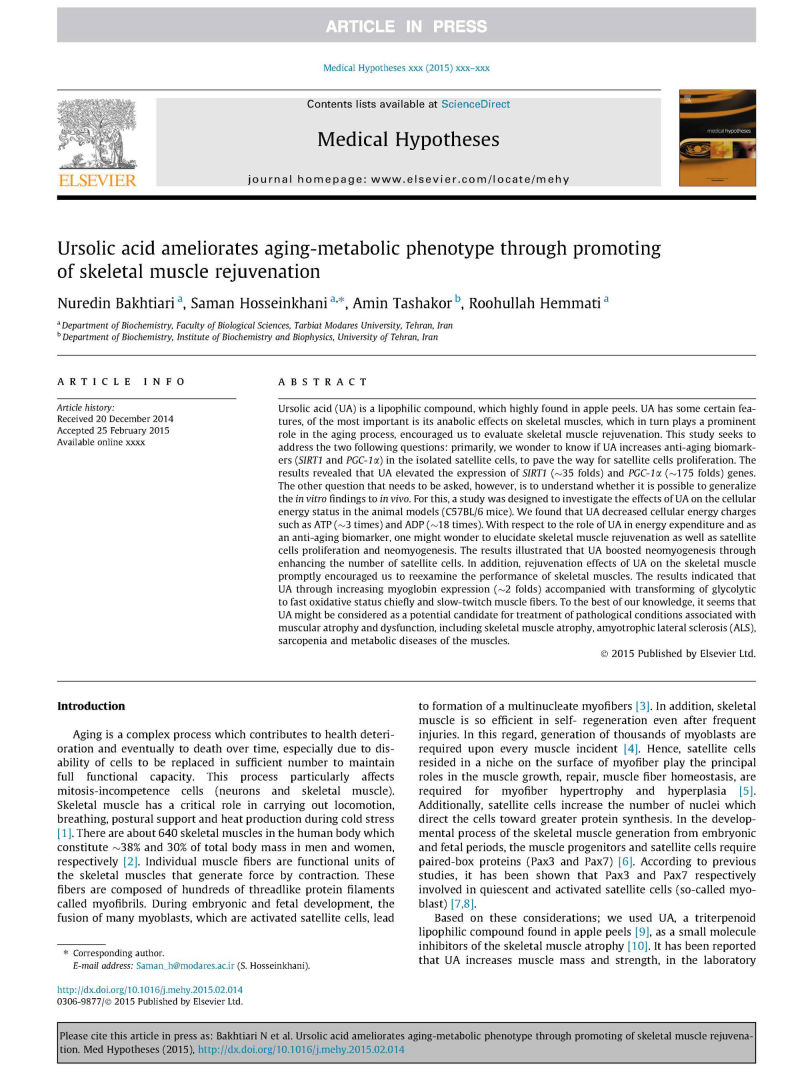 ARTICLE IN PRESS
Medical Hypotheses xxx (2015) xxx–xxx
Contents lists available at ScienceDirect
Medical Hypotheses
journal homepage: www.elsevier.com/locate/mehy
ELSEVIER
medical hypotheses
Ursolic acid ameliorates aging-metabolic phenotype through promoting
of skeletal muscle rejuvenation
Nuredin Bakhtiari a, Saman Hosseinkhani a,*, Amin Tashakor b, Roohullah Hemmati a
a Department of Biochemistry, Faculty of Biological Sciences, Tarbiat Modares University, Tehran, Iran
b Department of Biochemistry, Institute of Biochemistry and Biophysics, University of Tehran, Iran
ARTICLE INFO
Article history:
Received 20 December 2014
Accepted 25 February 2015
Available online xxxx
ABSTRACT
Ursolic acid (UA) is a lipophilic compound, which highly found in apple peels. UA has some certain fea-
tures, of the most important is its anabolic effects on skeletal muscles, which in turn plays a prominent
role in the aging process, encouraged us to evaluate skeletal muscle rejuvenation. This study seeks to
address the two following questions: primarily, we wonder to know if UA increases anti-aging biomark-
ers (SIRT1 and PGC-1α) in the isolated satellite cells, to pave the way for satellite cells proliferation. The
results revealed that UA elevated the expression of SIRT1 (∼35 folds) and PGC-1α (∼175 folds) genes.
The other question that needs to be asked, however, is to understand whether it is possible to generalize
the in vitro findings to in vivo. For this, a study was designed to investigate the effects of UA on the cellular
energy status in the animal models (C57BL/6 mice). We found that UA decreased cellular energy charges
such as ATP (∼3 times) and ADP (∼18 times). With respect to the role of UA in energy expenditure and as
an anti-aging biomarker, one might wonder to elucidate skeletal muscle rejuvenation as well as satellite
cells proliferation and neomyogenesis. The results illustrated that UA boosted neomyogenesis through
enhancing the number of satellite cells. In addition, rejuvenation effects of UA on the skeletal muscle
promptly encouraged us to reexamine the performance of skeletal muscles. The results indicated that
UA through increasing myoglobin expression (∼2 folds) accompanied with transforming of glycolytic
to fast oxidative status chiefly and slow-twitch muscle fibers. To the best of our knowledge, it seems that
UA might be considered as a potential candidate for treatment of pathological conditions associated with
muscular atrophy and dysfunction, including skeletal muscle atrophy, amyotrophic lateral sclerosis (ALS),
sarcopenia and metabolic diseases of the muscles.
© 2015 Published by Elsevier Ltd.
Introduction
Aging is a complex process which contributes to health deteri-
oration and eventually to death over time, especially due to dis-
ability of cells to be replaced in sufficient number to maintain
full functional capacity. This process particularly affects
mitosis-incompetence cells (neurons and skeletal muscle).
Skeletal muscle has a critical role in carrying out locomotion,
breathing, postural support and heat production during cold stress
[1]. There are about 640 skeletal muscles in the human body which
constitute ∼38% and 30% of total body mass in men and women,
respectively [2]. Individual muscle fibers are functional units of
the skeletal muscles that generate force by contraction. These
fibers are composed of hundreds of threadlike protein filaments
called myofibrils. During embryonic and fetal development, the
fusion of many myoblasts, which are activated satellite cells, lead
to formation of a multinucleate myofibers [3]. In addition, skeletal
muscle is so efficient in self- regeneration even after frequent
injuries. In this regard, generation of thousands of myoblasts are
required upon every muscle incident [4]. Hence, satellite cells
resided in a niche on the surface of myofiber play the principal
roles in the muscle growth, repair, muscle fiber homeostasis, are
required for myofiber hypertrophy and hyperplasia [5].
Additionally, satellite cells increase the number of nuclei which
direct the cells toward greater protein synthesis. In the develop-
mental process of the skeletal muscle generation from embryonic
and fetal periods, the muscle progenitors and satellite cells require
paired-box proteins (Pax3 and Pax7) [6]. According to previous
studies, it has been shown that Pax3 and Pax7 respectively
involved in quiescent and activated satellite cells (so-called myo-
blast) [7,8].
Based on these considerations; we used UA, a triterpenoid
lipophilic compound found in apple peels [9], as a small molecule
inhibitors of the skeletal muscle atrophy [10]. It has been reported
that UA increases muscle mass and strength, in the laboratory
* Corresponding author.
E-mail address: Saman_h@modares.ac.ir (S. Hosseinkhani).
http://dx.doi.org/10.1016/j.mehy.2015.02.014
0306-9877/© 2015 Published by Elsevier Ltd.
Please cite this article in press as: Bakhtiari N et al. Ursolic acid ameliorates aging-metabolic phenotype through promoting of skeletal muscle rejuvena-
tion. Med Hypotheses (2015), http://dx.doi.org/10.1016/j.mehy.2015.02.014